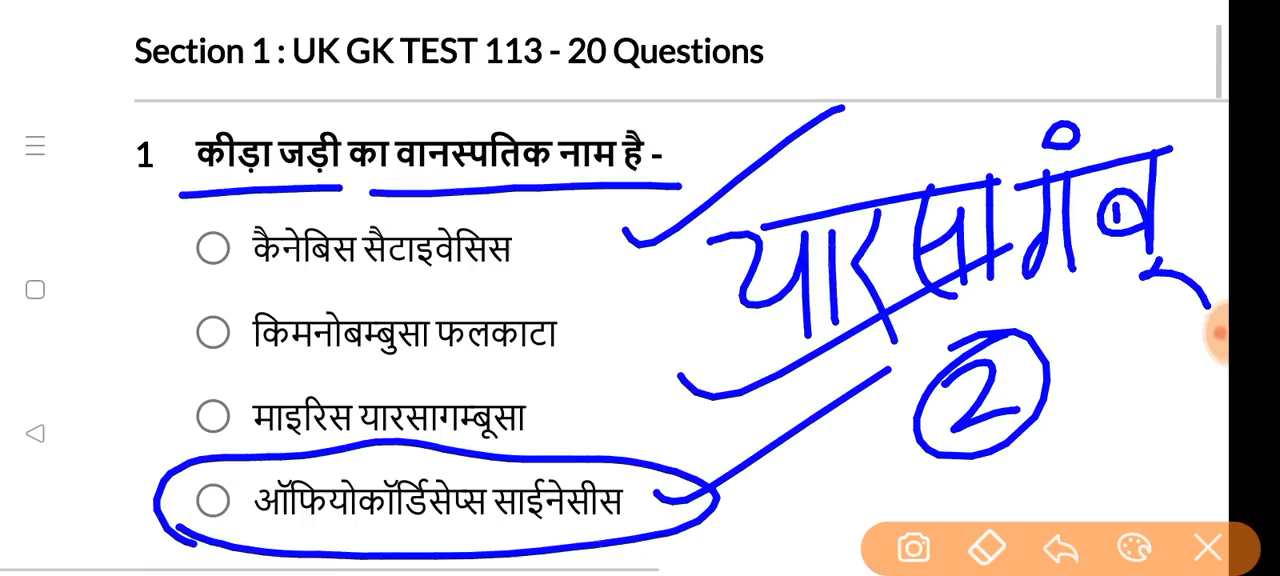 Section 1 : UK GK TEST 113 - 20 Questions
1 कीड़ा जड़ी का वानस्पतिक नाम है -
कैनेबिस सैटाइवेसिस
यारसागंबू
किमनोबम्बुसा फलकाटा
2
माइरिस यारसागम्बूसा
ऑफियोकॉर्डिसेप्स साईनेसीस